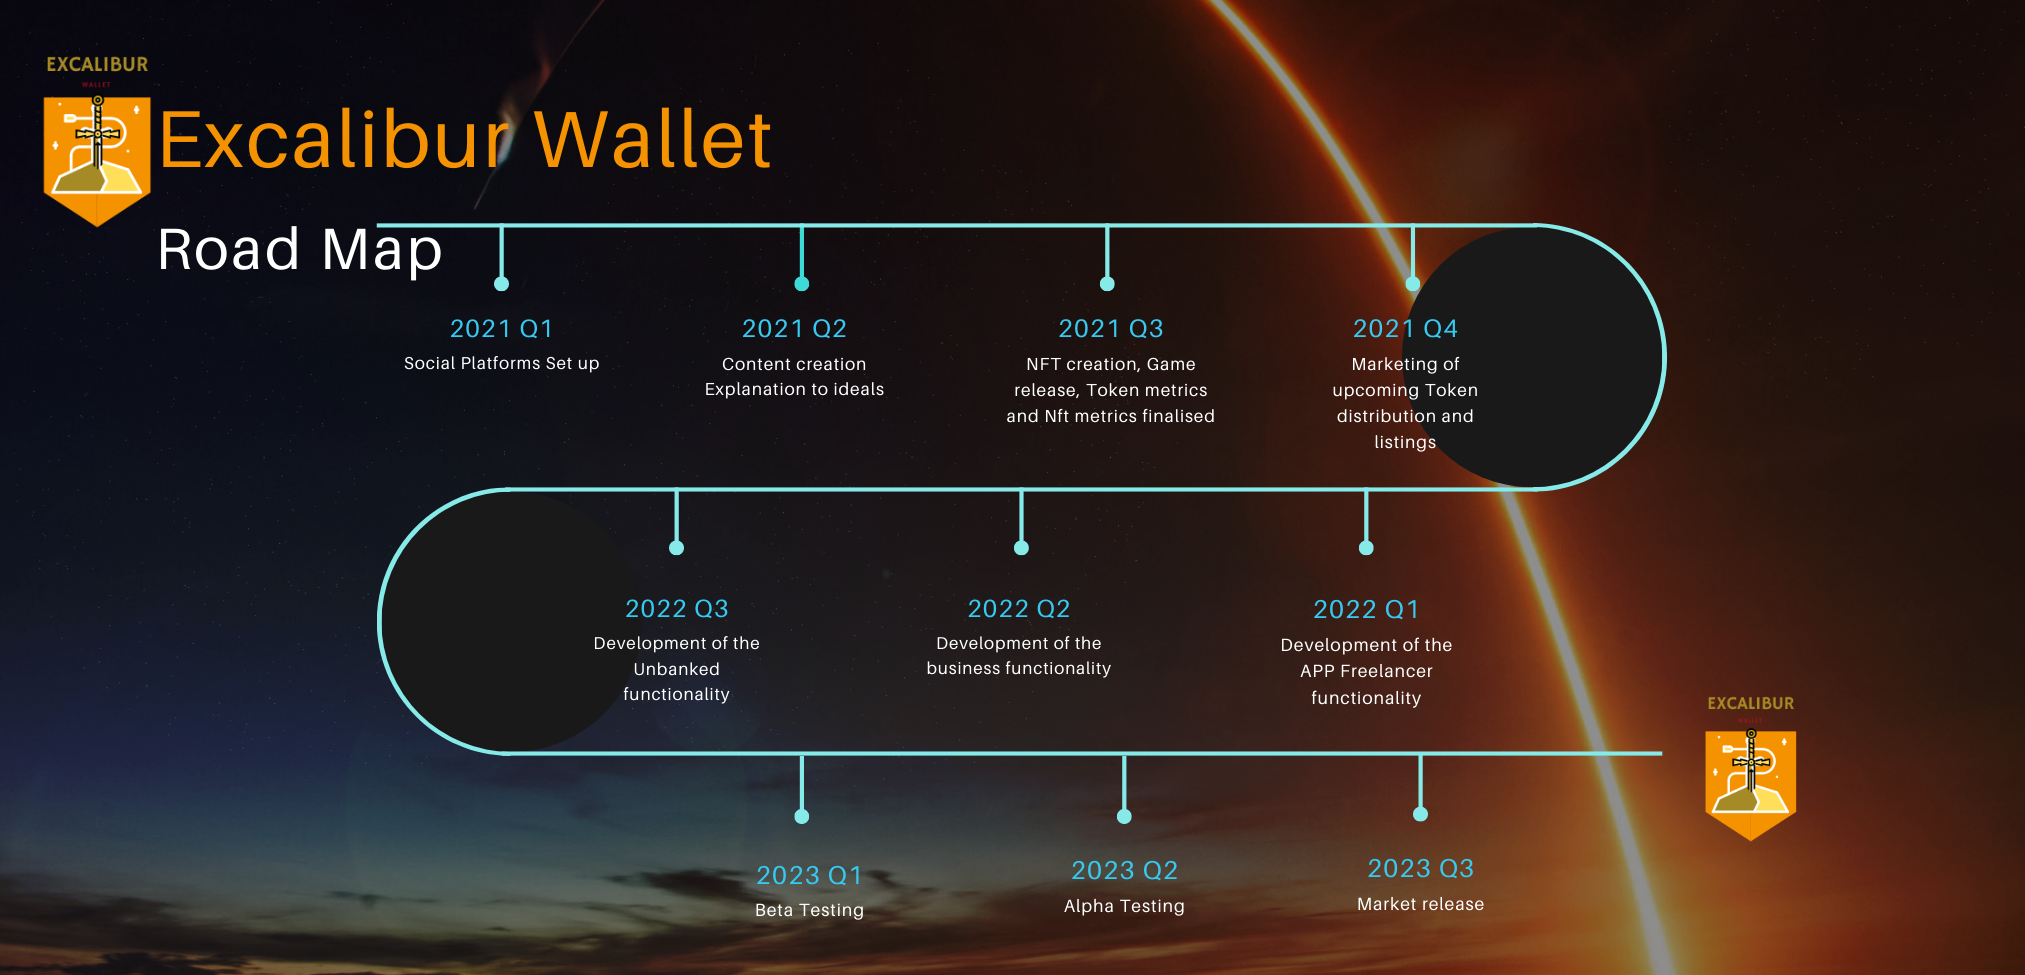 EXCALIBUR
WALLET
Excalibur Wallet
Road Map
2021 Q1
Social Platforms Set up
2021 Q2
Content creation
Explanation to ideals
2021 Q3
NFT creation, Game
release, Token metrics
and Nft metrics finalised
2021 Q4
Marketing of
upcoming Token
distribution and
listings
2022 Q3
Development of the
Unbanked
functionality
2022 Q2
Development of the
business functionality
2022 Q1
Development of the
APP Freelancer
functionality
EXCALIBUR
WALLET
2023 Q1
Beta Testing
2023 Q2
Alpha Testing
2023 Q3
Market release